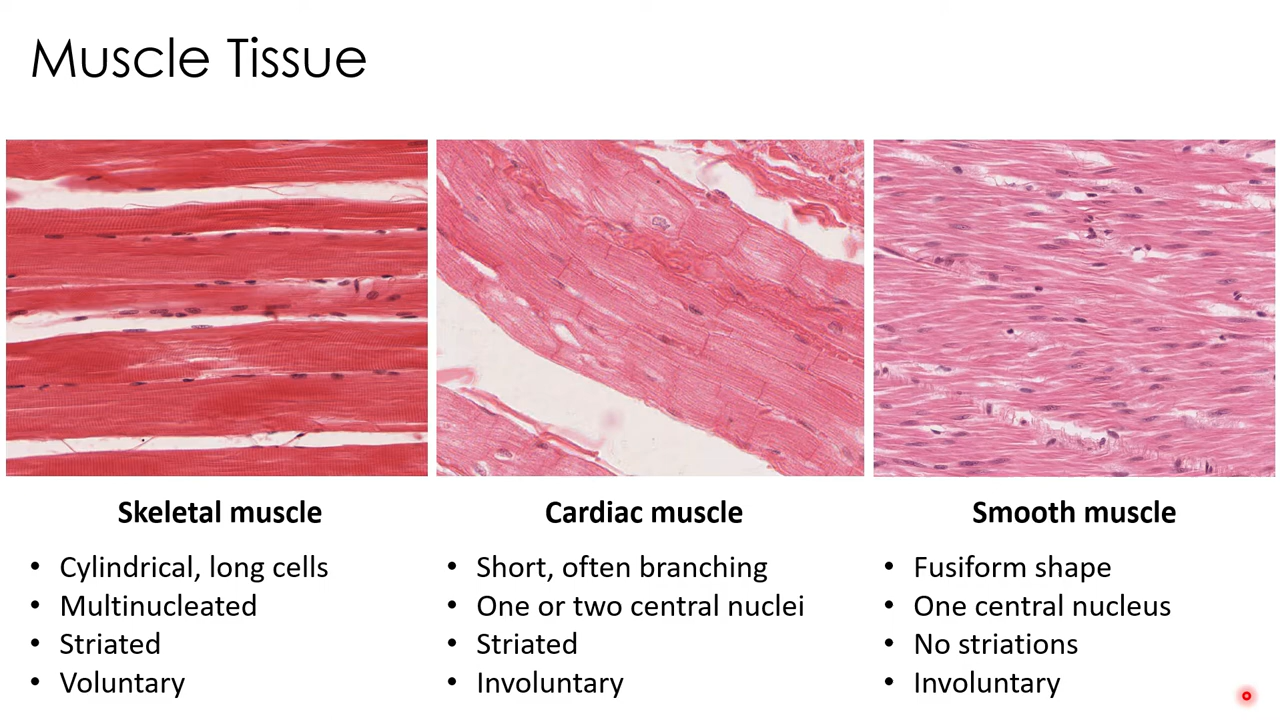 Muscle Tissue
Skeletal muscle
• Cylindrical, long cells
• Multinucleated
• Striated
• Voluntary
Cardiac muscle
• Short, often branching
• One or two central nuclei
• Striated
• Involuntary
Smooth muscle
• Fusiform shape
• One central nucleus
• No striations
• Involuntary